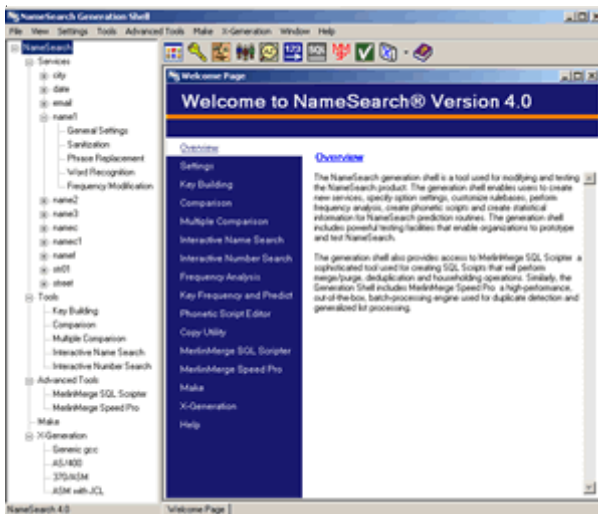 NameSearch Generation Shell
File View Settings Tools Advanced Tools Make X-Generation Window Help
NameSearch
Services
city
date
email
name1
General Settings
Sanitization
Phrase Replacement
Word Recognition
Frequency Modification
name2
name3
namec
namec1
namef
str01
street
Tools
Key Building
Comparison
Multiple Comparison
Interactive Name Search
Interactive Number Search
Advanced Tools
MerlinMerge SQL Scripter
MerlinMerge Speed Pro
Make
X-Generation
Generic gcc
AS/400
370/ASM
ASM with JCL
123
SQL
Welcome Page
Welcome to NameSearch® Version 4.0
Overview
Settings
Key Building
Comparison
Multiple Comparison
Interactive Name Search
Interactive Number Search
Frequency Analysis
Key Frequency and Predict
Phonetic Script Editor
Copy Utility
MerlinMerge SQL Scripter
MerlinMerge Speed Pro
Make
X-Generation
Help
Overview
The NameSearch generation shell is a tool used for modifying and testing
the NameSearch product. The generation shell enables users to create
new services, specify option settings, customize rulebases, perform
frequency analysis, create phonetic scripts and create statistical
information for NameSearch prediction routines. The generation shell
includes powerful testing facilities that enable organizations to prototype
and test NameSearch.
The generation shell also provides access to MerlinMerge SQL Scripter a
sophisticated tool used for creating SQL Scripts that will perform
merge/purge, deduplication and householding operations. Similarly, the
Generation Shell includes MerlinMerge Speed Pro a high-performance,
out-of-the-box, batch-processing engine used for duplicate detection and
generalized list processing.
NameSearch 4.0
Welcome Page